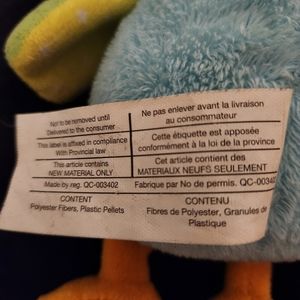 Not to be removed until
Delivered to the consumer
Ne pas enlever avant la livraison
au consommateur
This label is affixed in compliance
With Provincial law
Cette étiquette est apposée
conformément à la loi de la province
This article contains
NEW MATERIAL ONLY
Cet article contient des
MATERIAUX NEUFS SEULEMENT
Made by reg. QC-003402
Fabrique par No de permis. QC-003402
CONTENT
Polyester Fibers, Plastic Pellets
CONTENU
Fibres de Polyester, Granules de
Plastique